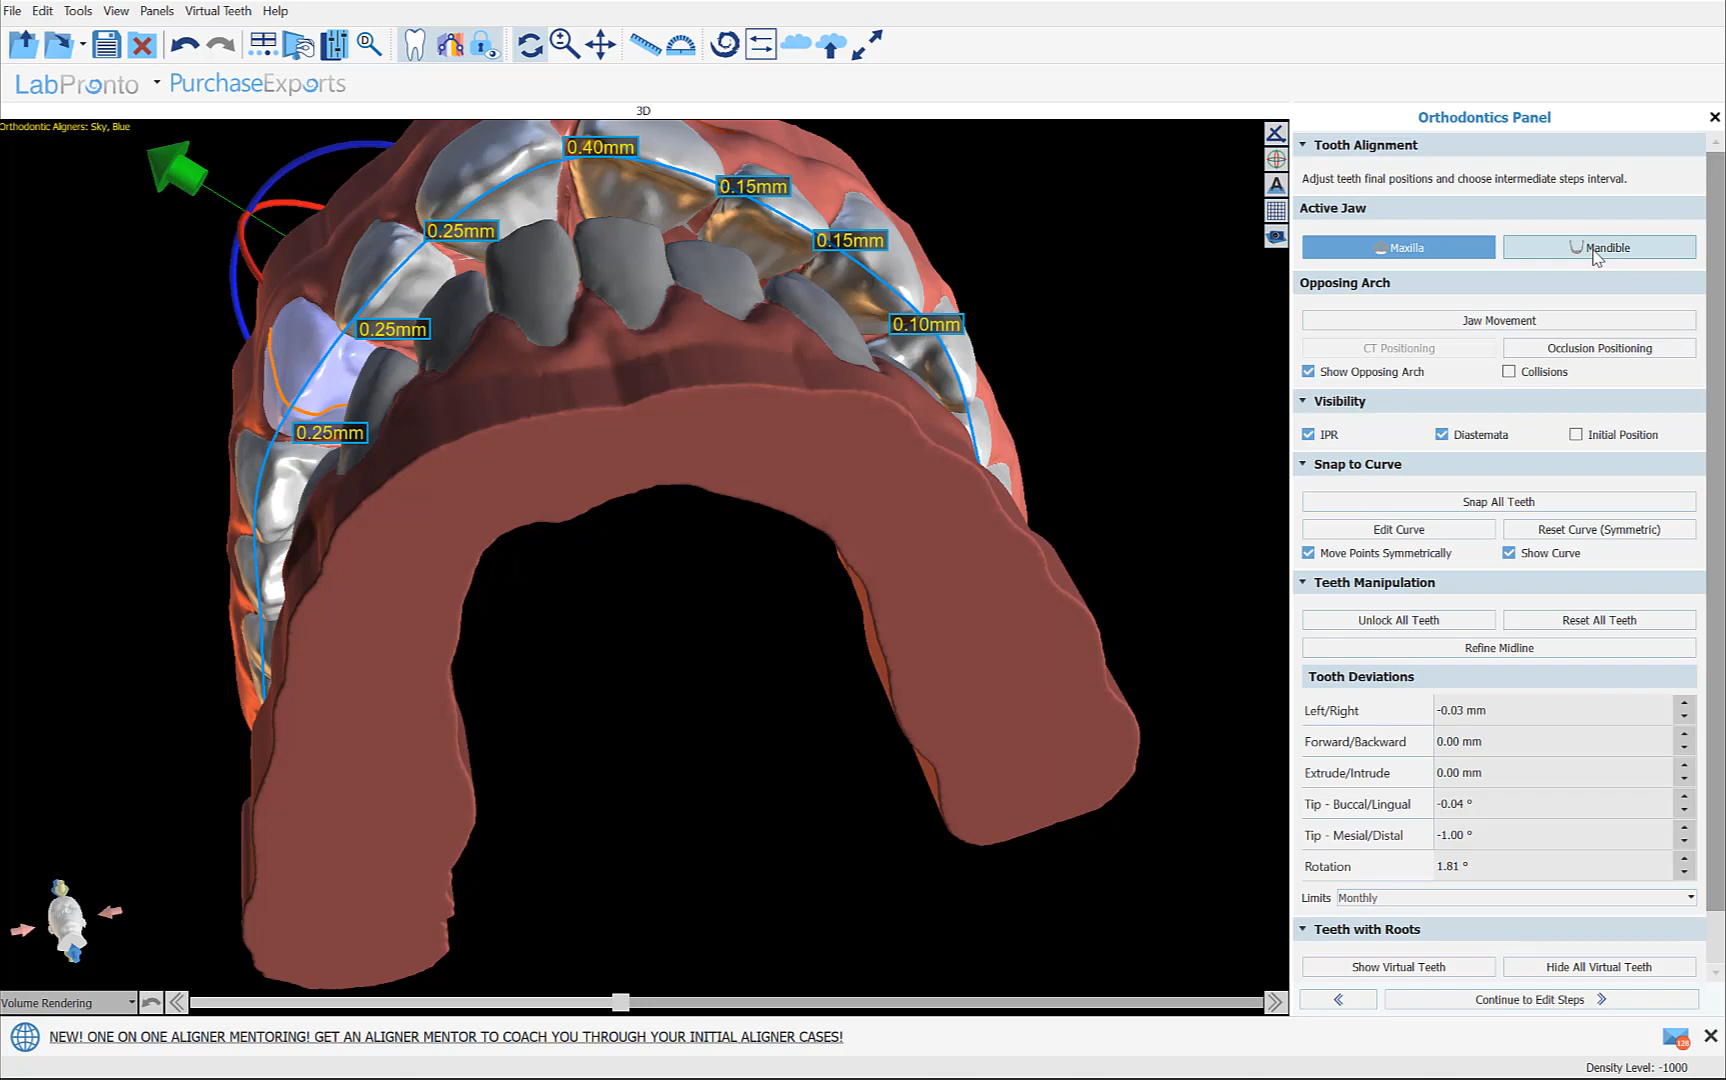 File Edit Tools View Panels Virtual Teeth Help
LabPronto PurchaseExports
3D
Orthodontic Aligners: Sky, Blue
0.40mm
0.15mm
0.25mm
0.15mm
0.25mm
0.10mm
0.25mm
Orthodontics Panel
Tooth Alignment
Adjust teeth final positions and choose intermediate steps interval.
Active Jaw
Maxilla Mandible
Opposing Arch
Jaw Movement
CT Positioning Occlusion Positioning
Show Opposing Arch Collisions
Visibility
IPR Diastemata Initial Position
Snap to Curve
Snap All Teeth
Edit Curve Reset Curve (Symmetric)
Move Points Symmetrically Show Curve
Teeth Manipulation
Unlock All Teeth Reset All Teeth
Refine Midline
Tooth Deviations
Left/Right -0.03 mm
Forward/Backward 0.00 mm
Extrude/Intrude 0.00 mm
Tip - Buccal/Lingual -0.04 °
Tip - Mesial/Distal -1.00 °
Rotation 1.81 °
Limits Monthly
Teeth with Roots
Show Virtual Teeth Hide All Virtual Teeth
Continue to Edit Steps
Volume Rendering
NEW! ONE ON ONE ALIGNER MENTORING! GET AN ALIGNER MENTOR TO COACH YOU THROUGH YOUR INITIAL ALIGNER CASES!
Density Level: -1000